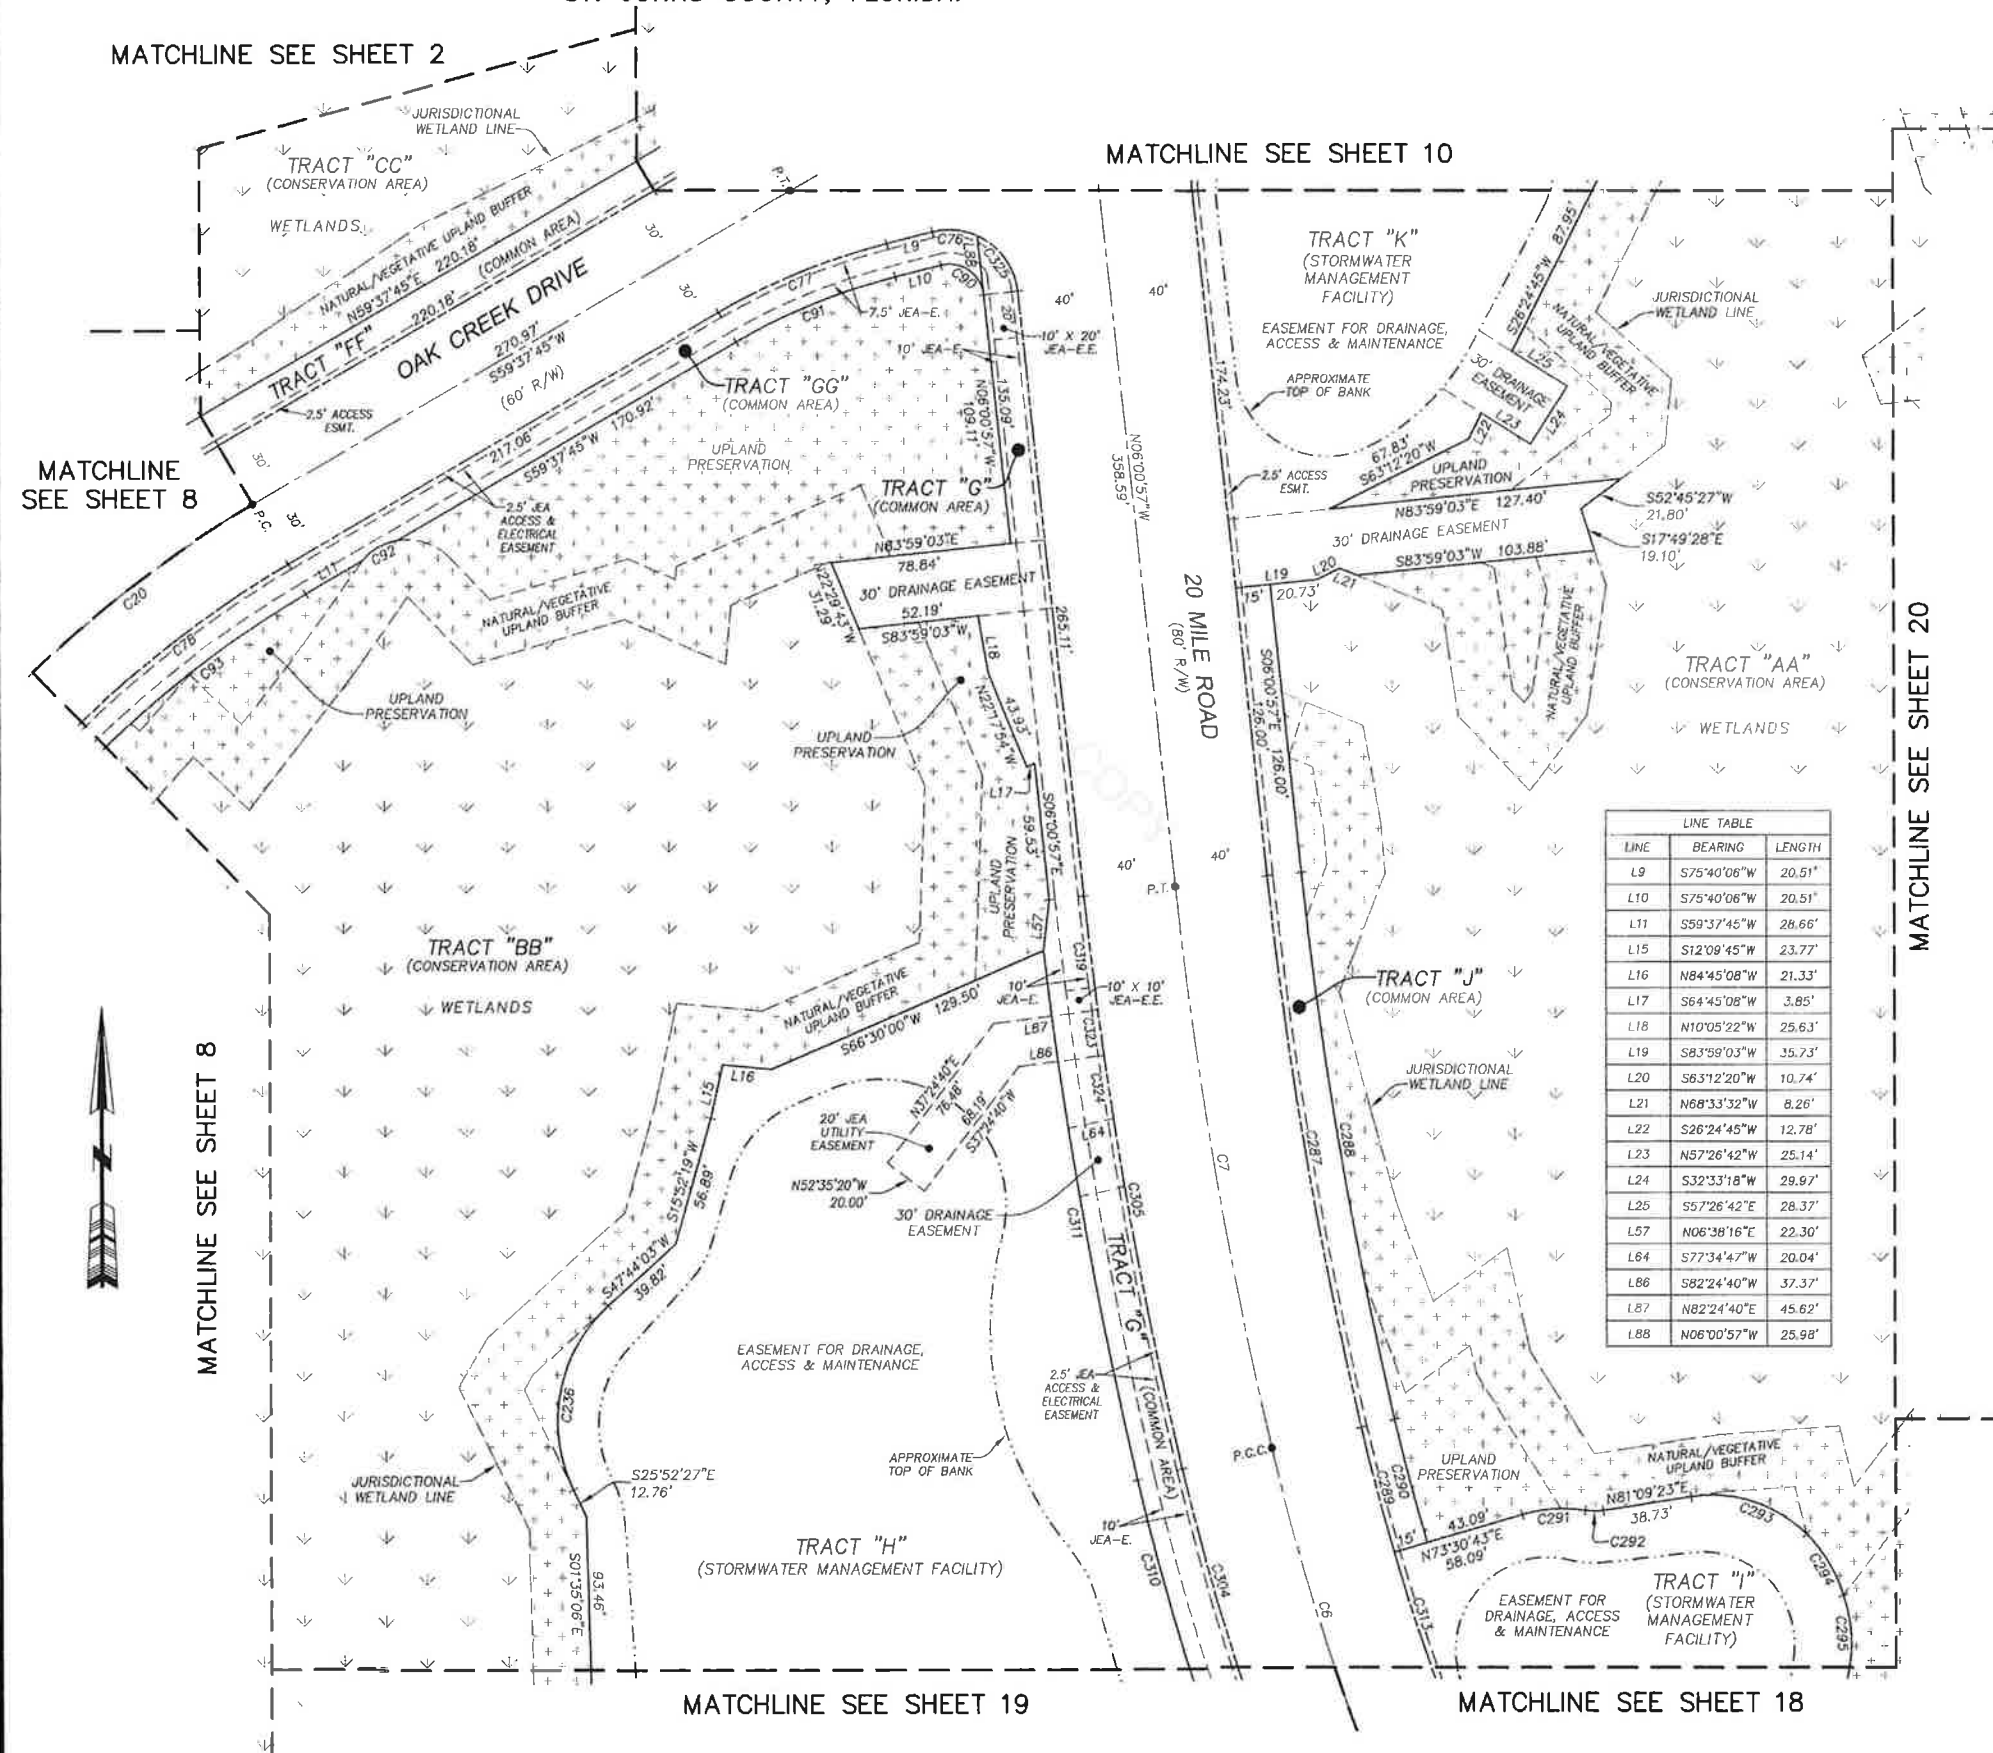 MATCHLINE SEE SHEET 2
JURISDICTIONAL
WETLAND LINE
TRACT "CC"
(CONSERVATION AREA)
WETLANDS
NATURAL/VEGETATIVE UPLAND BUFFER
N59°37'45"E 220.18'
TRACT "FF" 220.18' (COMMON AREA)
OAK CREEK DRIVE
270.97'
S59°37'45"W
(60' R/W)
2.5' ACCESS
ESMT.
30'
30'
30'
30'
P.T.
P.C.
MATCHLINE
SEE SHEET 8
C20
C78
C93
L11
C92
217.06'
S59°37'45"W 170.92'
C77
C91
L9
L10
C76
L88
C90
C325
7.5' JEA-E.
10' JEA-E.
20'
10' X 20'
JEA-E.E.
TRACT "GG"
(COMMON AREA)
UPLAND
PRESERVATION
2.5' JEA
ACCESS &
ELECTRICAL
EASEMENT
N06°00'57"W
109.11'
135.09'
TRACT "G"
(COMMON AREA)
N83°59'03"E
78.84'
30' DRAINAGE EASEMENT
52.19'
S83°59'03"W
N22°29'43"W
31.29'
NATURAL/VEGETATIVE
UPLAND BUFFER
UPLAND
PRESERVATION
UPLAND
PRESERVATION
L18
43.93'
N22°17'54"W
L17
59.53'
S06°00'57"E
265.11'
UPLAND
PRESERVATION
L57
MATCHLINE SEE SHEET 10
40'
40'
174.23'
N06°00'57"W
358.59'
20 MILE ROAD
(80' R/W)
TRACT "K"
(STORMWATER
MANAGEMENT
FACILITY)
EASEMENT FOR DRAINAGE,
ACCESS & MAINTENANCE
APPROXIMATE
TOP OF BANK
S26°24'45"W 87.95'
NATURAL/VEGETATIVE
UPLAND BUFFER
JURISDICTIONAL
WETLAND LINE
30' DRAINAGE
EASEMENT
L25
L24
L23
L22
67.83'
S63°12'20"W
UPLAND
PRESERVATION
2.5' ACCESS
ESMT.
N83°59'03"E 127.40'
30' DRAINAGE EASEMENT
S83°59'03"W 103.88'
S52°45'27"W
21.80'
S17°49'28"E
19.10'
L19
L20
L21
15'
20.73'
S06°00'57"E 126.00'
126.00'
NATURAL/VEGETATIVE
UPLAND BUFFER
TRACT "AA"
(CONSERVATION AREA)
WETLANDS
MATCHLINE SEE SHEET 20
COPY
40'
40'
P.T.
LINE TABLE
LINE BEARING LENGTH
L9 S75°40'06"W 20.51'
L10 S75°40'06"W 20.51'
L11 S59°37'45"W 28.66'
L15 S12°09'45"W 23.77'
L16 N84°45'08"W 21.33'
L17 S64°45'08"W 3.85'
L18 N10°05'22"W 25.63'
L19 S83°59'03"W 35.73'
L20 S63°12'20"W 10.74'
L21 N68°33'32"W 8.26'
L22 S26°24'45"W 12.78'
L23 N57°26'42"W 25.14'
L24 S32°33'18"W 29.97'
L25 S57°26'42"E 28.37'
L57 N06°38'16"E 22.30'
L64 S77°34'47"W 20.04'
L86 S82°24'40"W 37.37'
L87 N82°24'40"E 45.62'
L88 N06°00'57"W 25.98'
TRACT "BB"
(CONSERVATION AREA)
WETLANDS
NATURAL/VEGETATIVE
UPLAND BUFFER
S66°30'00"W 129.50'
L16
L15
S15°52'19"W
56.89'
S47°44'03"W
39.82'
C236
S25°52'27"E
12.76'
S01°35'06"E
93.46'
JURISDICTIONAL
WETLAND LINE
MATCHLINE SEE SHEET 8
10'
JEA-E.
10' X 10'
JEA-E.E.
C319
C323
C324
L87
L86
L64
N37°24'40"E
76.48'
68.19'
S37°24'40"W
20' JEA
UTILITY
EASEMENT
N52°35'20"W
20.00'
30' DRAINAGE
EASEMENT
C311
C305
TRACT "G"
(COMMON AREA)
EASEMENT FOR DRAINAGE,
ACCESS & MAINTENANCE
2.5' JEA
ACCESS &
ELECTRICAL
EASEMENT
APPROXIMATE
TOP OF BANK
TRACT "H"
(STORMWATER MANAGEMENT FACILITY)
10'
JEA-E.
C310
C304
C7
C6
P.C.C.
TRACT "J"
(COMMON AREA)
JURISDICTIONAL
WETLAND LINE
C287
C288
C289
C290
UPLAND
PRESERVATION
NATURAL/VEGETATIVE
UPLAND BUFFER
N81°09'23"E
38.73'
15'
43.09'
N73°30'43"E
58.09'
C291
C292
C293
C294
C295
C313
EASEMENT FOR
DRAINAGE, ACCESS
& MAINTENANCE
TRACT "I"
(STORMWATER
MANAGEMENT
FACILITY)
MATCHLINE SEE SHEET 19
MATCHLINE SEE SHEET 18